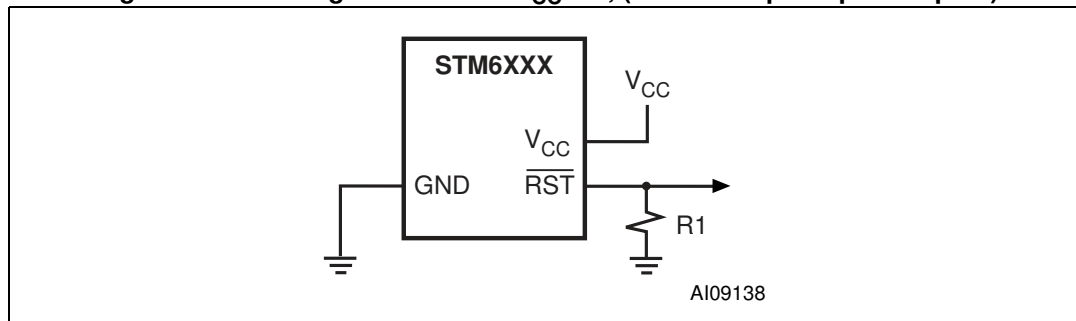 STM6XXX
VCC
VCC
GND RST
R1
AI09138